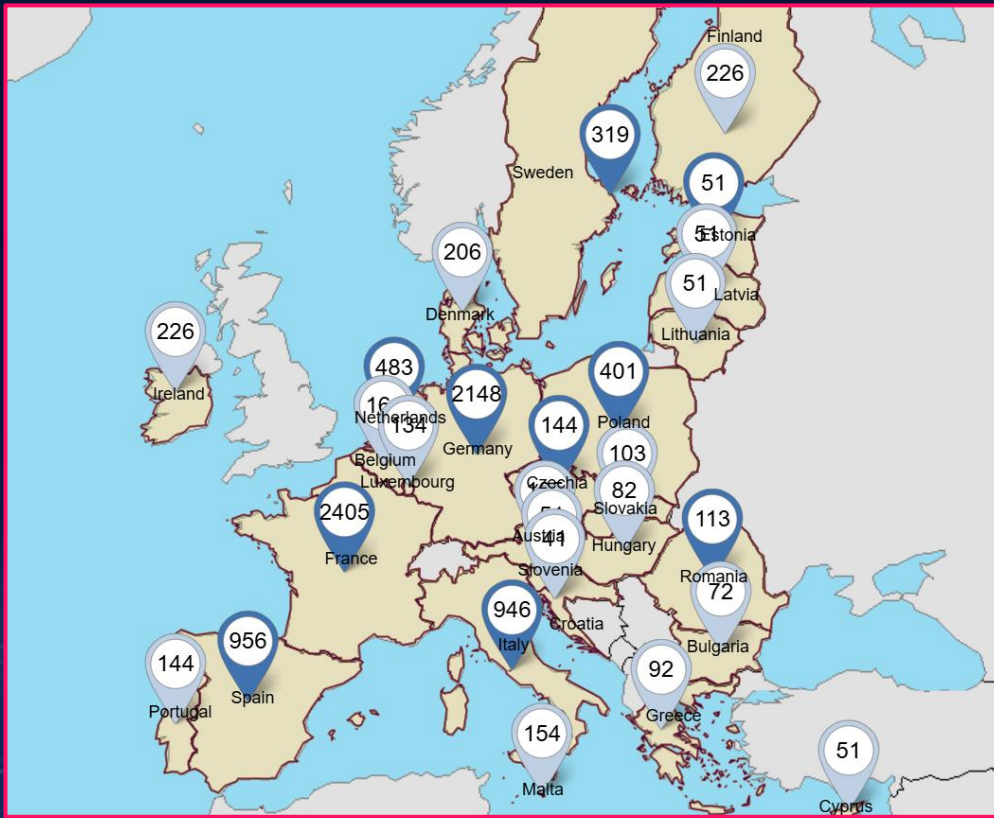 Finland
226
319
Sweden
51
51
Estonia
206
51
Latvia
Denmark
Lithuania
226
Ireland
483
2148
401
Netherlands
134
144
Poland
Germany
103
Belgium
Luxembourg
Czechia
82
Slovakia
2405
113
Austria
41
Hungary
France
Slovenia
Romania
72
946
Croatia
956
Italy
Bulgaria
144
92
Spain
Portugal
Greece
154
51
Malta
Cyprus